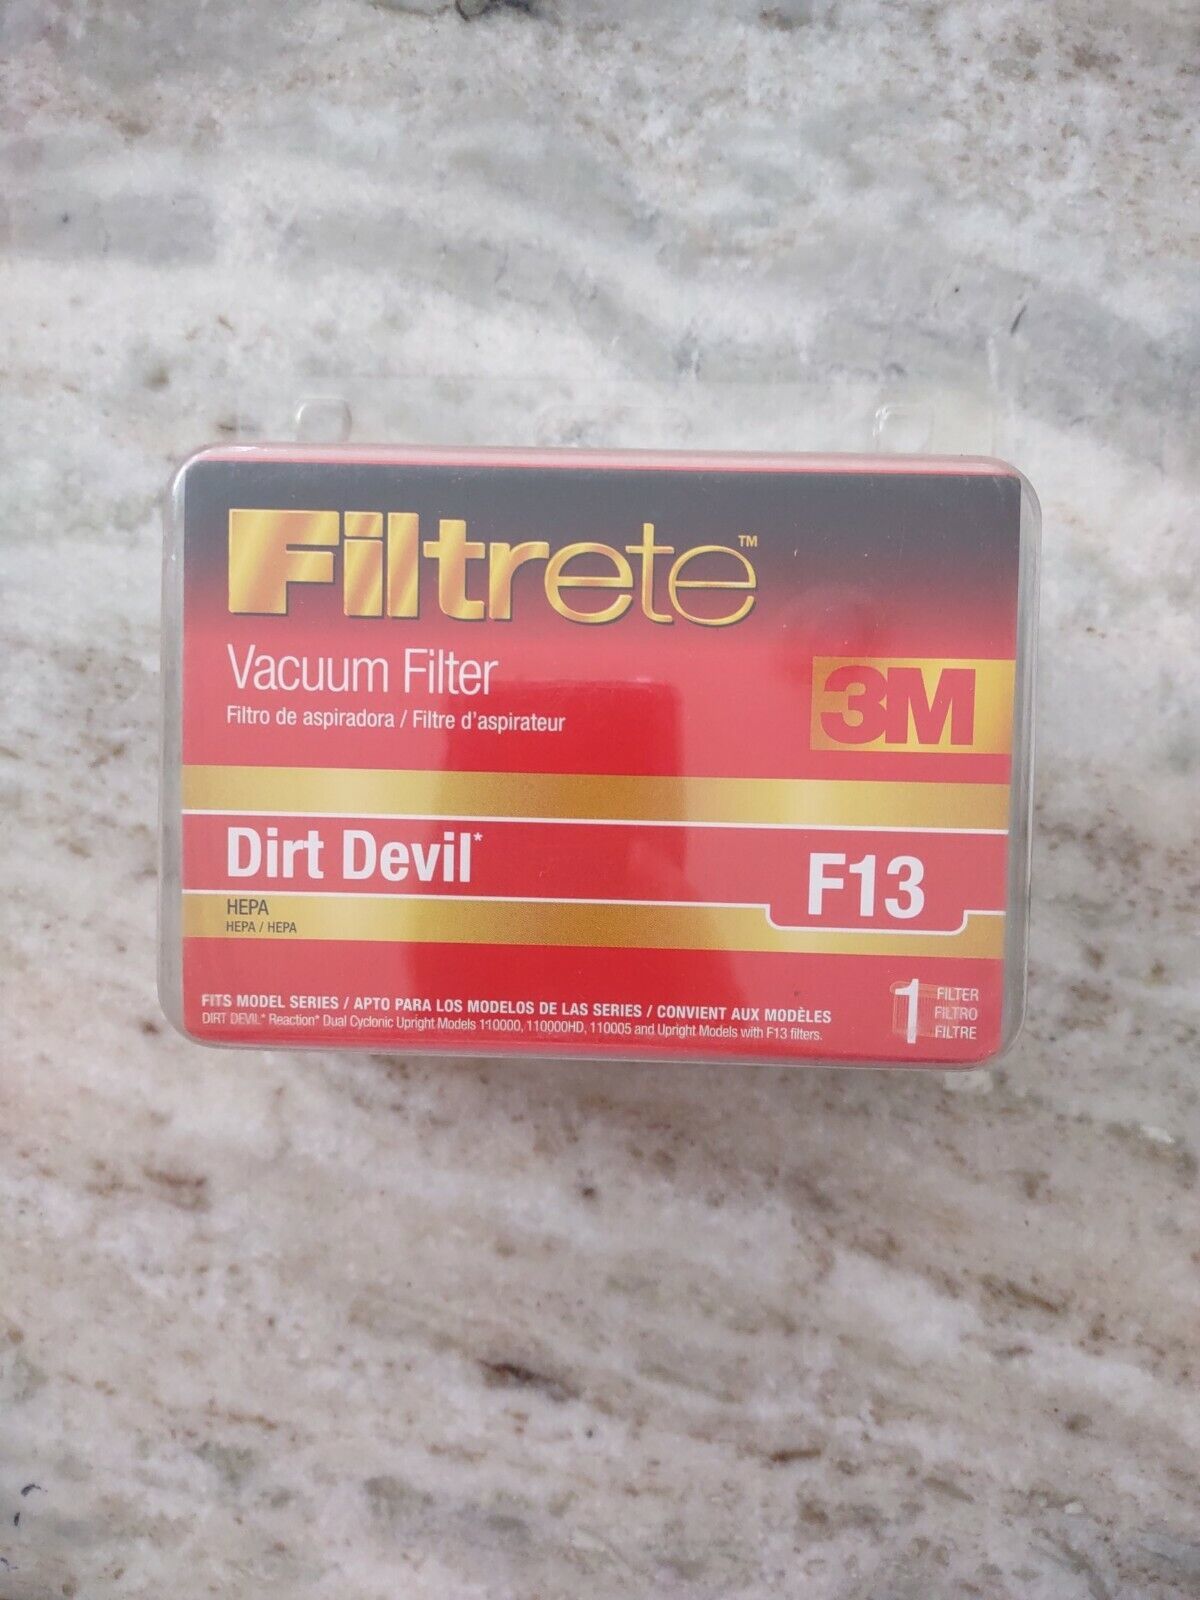 Filtrete™
Vacuum Filter
Filtro de aspiradora / Filtre d'aspirateur
3M
Dirt Devil*
F13
HEPA
HEPA / HEPA
FITS MODEL SERIES / APTO PARA LOS MODELOS DE LAS SERIES / CONVIENT AUX MODÈLES
DIRT DEVIL* Reaction* Dual Cyclonic Upright Models 110000, 110000HD, 110005 and Upright Models with F13 filters.
1 FILTER
FILTRO
FILTRE